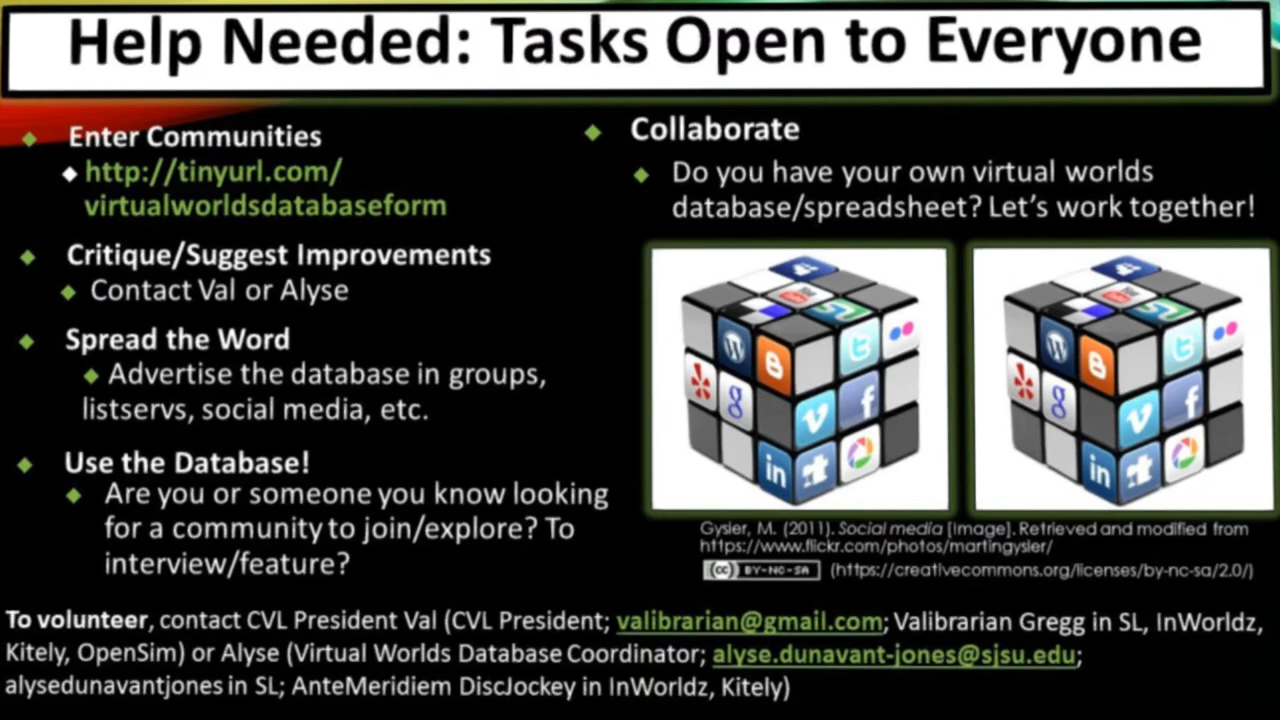 Help Needed: Tasks Open to Everyone
Enter Communities
http://tinyurl.com/
virtualworldsdatabaseform
Critique/Suggest Improvements
Contact Val or Alyse
Spread the Word
Advertise the database in groups,
listservs, social media, etc.
Use the Database!
Are you or someone you know looking
for a community to join/explore? To
interview/feature?
Collaborate
Do you have your own virtual worlds
database/spreadsheet? Let's work together!
Gysler, M. (2011). Social media [Image]. Retrieved and modified from
https://www.flickr.com/photos/martingysler/
(cc) BY-NC-SA (https://creativecommons.org/licenses/by-nc-sa/2.0/)
To volunteer, contact CVL President Val (CVL President; valibrarian@gmail.com; Valibrarian Gregg in SL, InWorldz,
Kitely, OpenSim) or Alyse (Virtual Worlds Database Coordinator; alyse.dunavant-jones@sjsu.edu;
alysedunavantjones in SL; AnteMeridiem DiscJockey in InWorldz, Kitely)